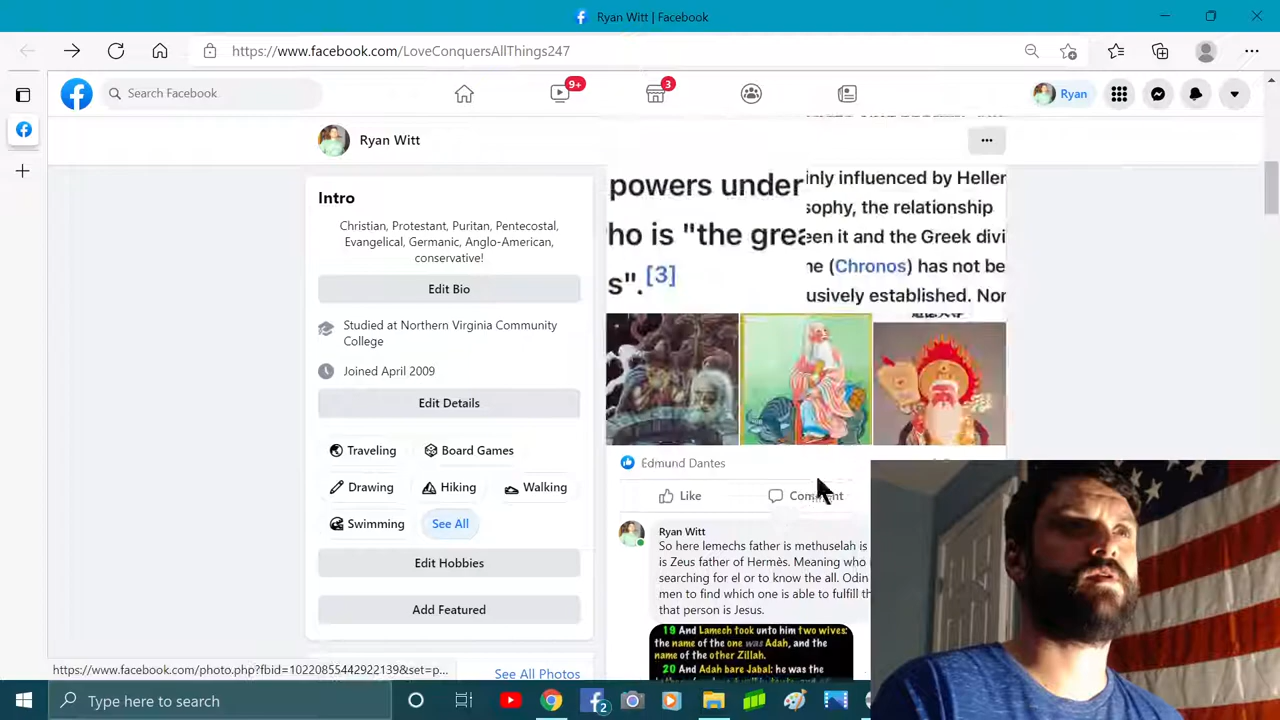 Ryan Witt | Facebook
https://www.facebook.com/LoveConquersAllThings247
Search Facebook
9+
3
Ryan
Ryan Witt
Intro
Christian, Protestant, Puritan, Pentecostal,
Evangelical, Germanic, Anglo-American,
conservative!
Edit Bio
Studied at Northern Virginia Community
College
Joined April 2009
Edit Details
Traveling
Board Games
Drawing
Hiking
Walking
Swimming
See All
Edit Hobbies
Add Featured
See All Photos
powers under
ho is "the grea
s".[3]
inly influenced by Heller
sophy, the relationship
een it and the Greek divi
ne (Chronos) has not be
usively established. Nor
Edmund Dantes
Like
Comment
Ryan Witt
So here lemechs father is methuselah is
is Zeus father of Hermès. Meaning who
searching for el or to know the all. Odin
men to find which one is able to fulfill th
that person is Jesus.
19 And Lamech took unto him two wives:
the name of the one was Adah, and the
name of the other Zillah.
20 And Adah bare Jabal: he was the
https://www.facebook.com/photo.php?fbid=10220855442922139&set=p...
Type here to search
2